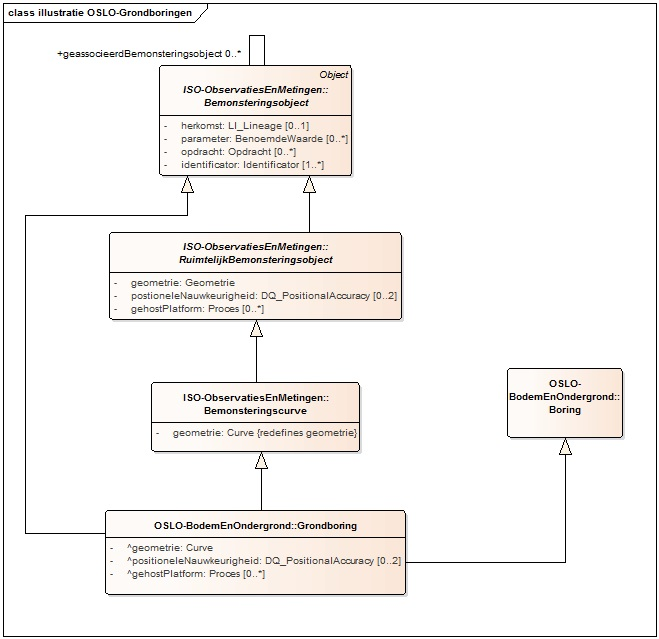 class illustratie OSLO-Grondboringen
+geassocieerdBemonsteringsobject 0..*
Object
ISO-ObservatiesEnMetingen::
Bemonsteringsobject
- herkomst: LI_Lineage [0..1]
- parameter: BenoemdeWaarde [0..*]
- opdracht: Opdracht [0..*]
- identificator: Identificator [1..*]
ISO-ObservatiesEnMetingen::
RuimtelijkBemonsteringsobject
- geometrie: Geometrie
- postioneleNauwkeurigheid: DQ_PositionalAccuracy [0..2]
- gehostPlatform: Proces [0..*]
ISO-ObservatiesEnMetingen::
Bemonsteringscurve
- geometrie: Curve {redefines geometrie}
OSLO-
BodemEnOndergrond::
Boring
OSLO-BodemEnOndergrond::Grondboring
- ^geometrie: Curve
- ^positioneleNauwkeurigheid: DQ_PositionalAccuracy [0..2]
- ^gehostPlatform: Proces [0..*]